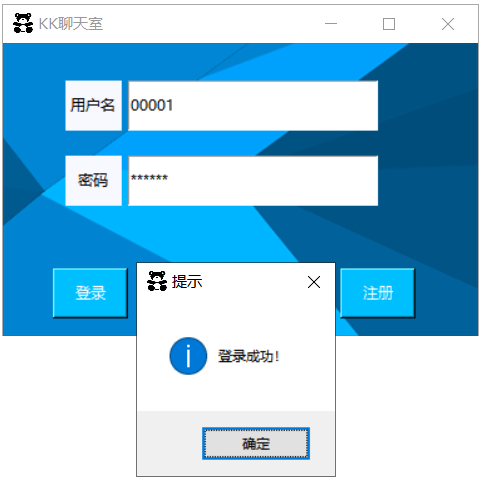 KK聊天室
用户名 00001
密码 ******
登录 注册
提示
登录成功!
确定